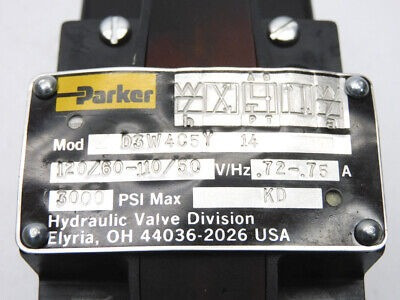 Parker
A B
b P T a
Mod D3W4C5Y 14
120/60-110/50 V/Hz .72-.75 A
3000 PSI Max KD
Hydraulic Valve Division
Elyria, OH 44036-2026 USA